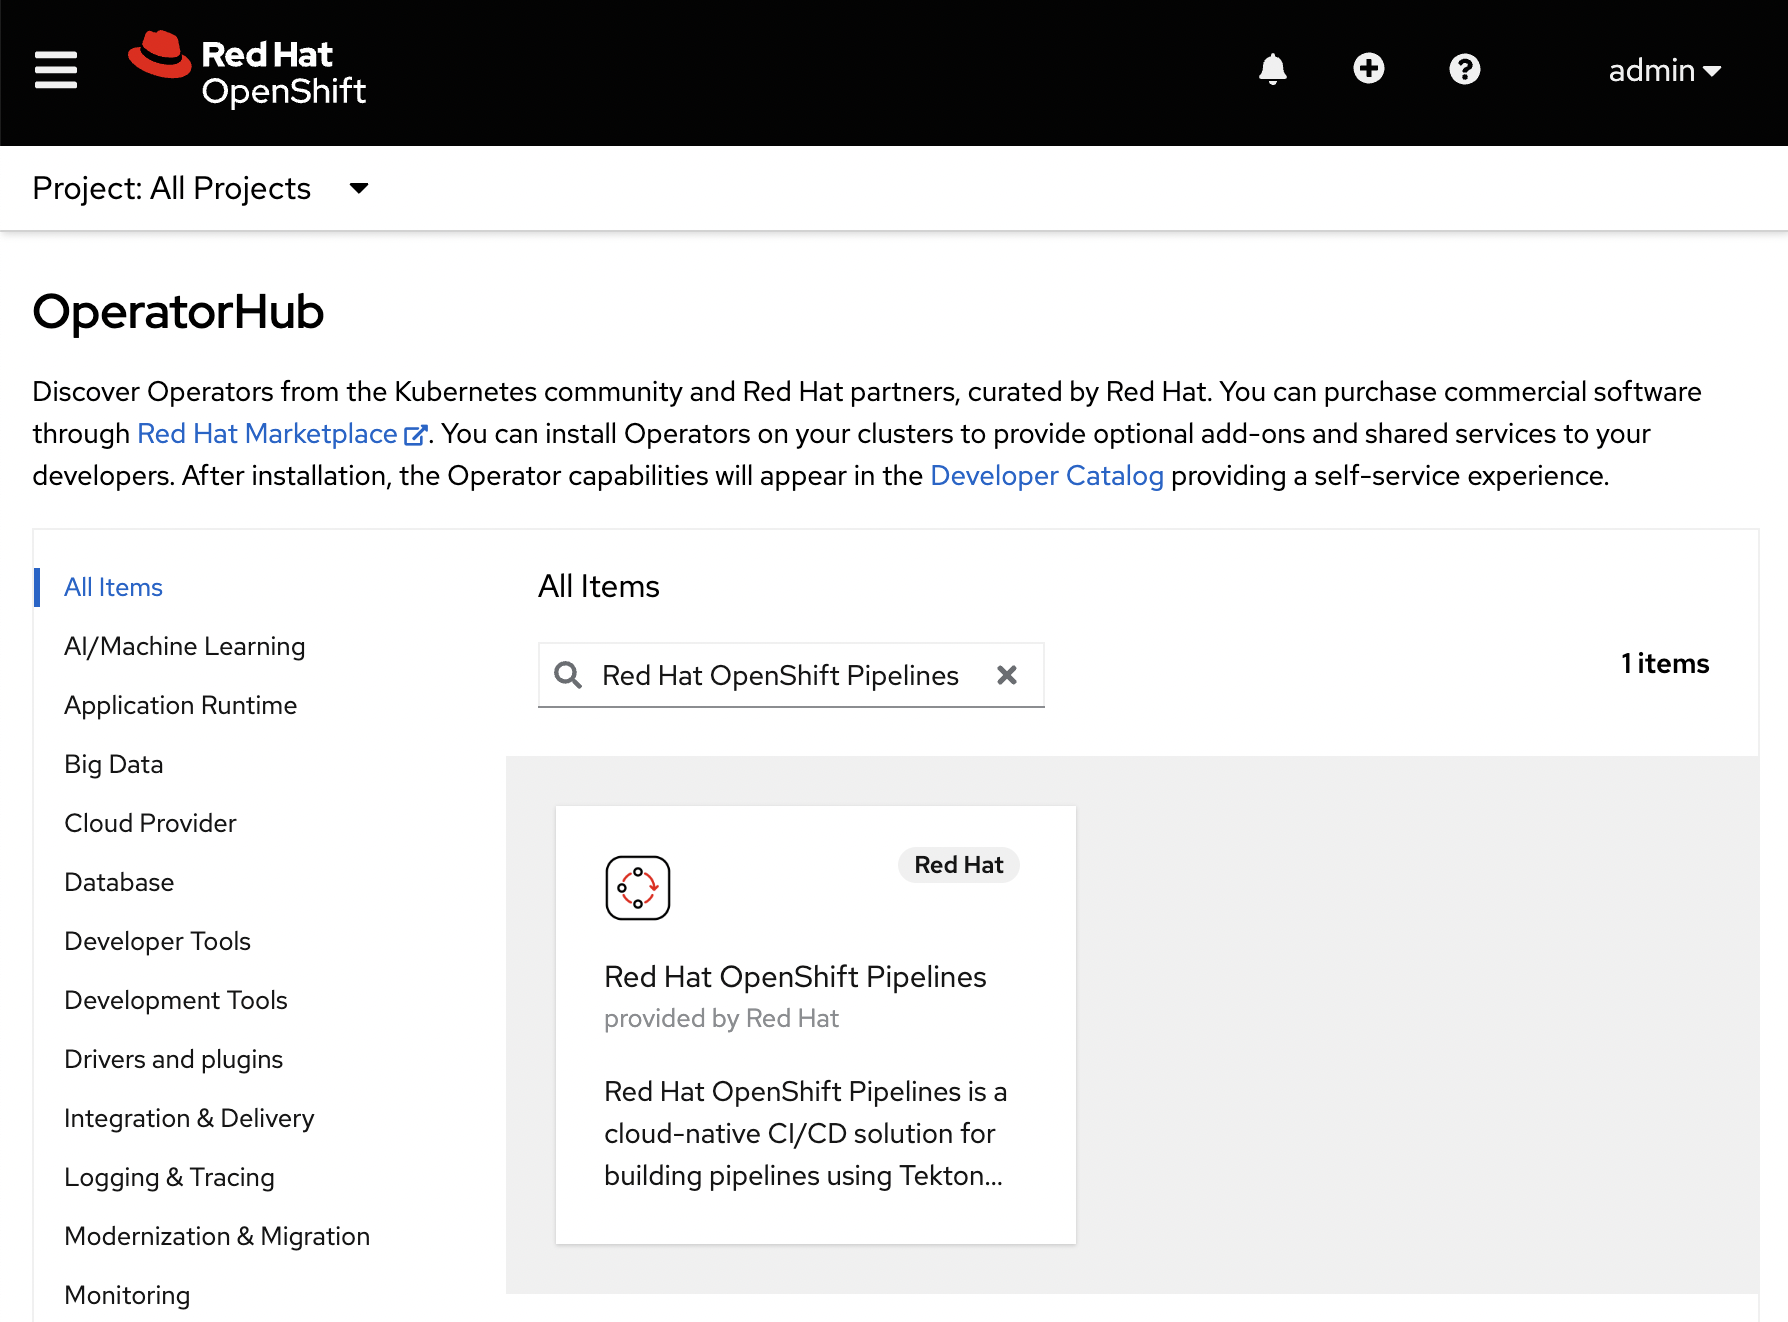 Red Hat
OpenShift
admin
Project: All Projects
OperatorHub
Discover Operators from the Kubernetes community and Red Hat partners, curated by Red Hat. You can purchase commercial software
through Red Hat Marketplace. You can install Operators on your clusters to provide optional add-ons and shared services to your
developers. After installation, the Operator capabilities will appear in the Developer Catalog providing a self-service experience.
All Items
AI/Machine Learning
Application Runtime
Big Data
Cloud Provider
Database
Developer Tools
Development Tools
Drivers and plugins
Integration & Delivery
Logging & Tracing
Modernization & Migration
Monitoring
All Items
Red Hat OpenShift Pipelines
1 items
Red Hat
Red Hat OpenShift Pipelines
provided by Red Hat
Red Hat OpenShift Pipelines is a
cloud-native CI/CD solution for
building pipelines using Tekton...